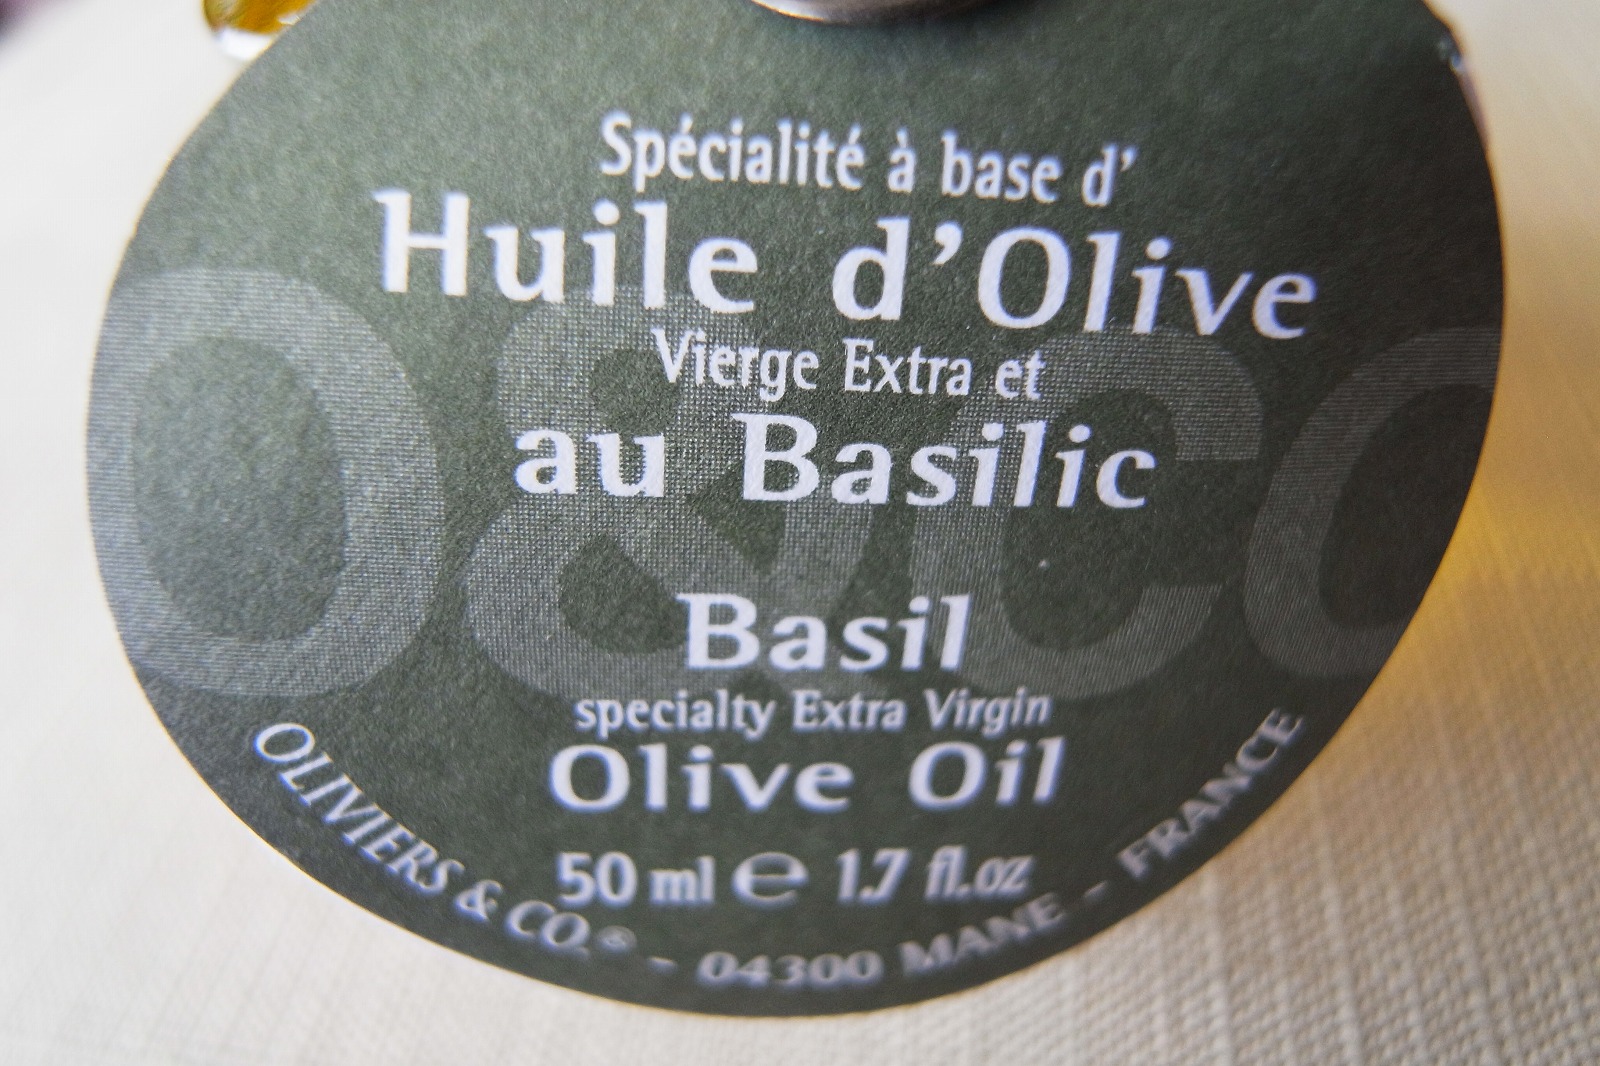 Spécialité à base d'
Huile d'Olive
Vierge Extra et
au Basilic
O&CO
Basil
specialty Extra Virgin
Olive Oil
50 ml ℮ 1.7 fl.oz
OLIVIERS & CO.® - 04300 MANE - FRANCE